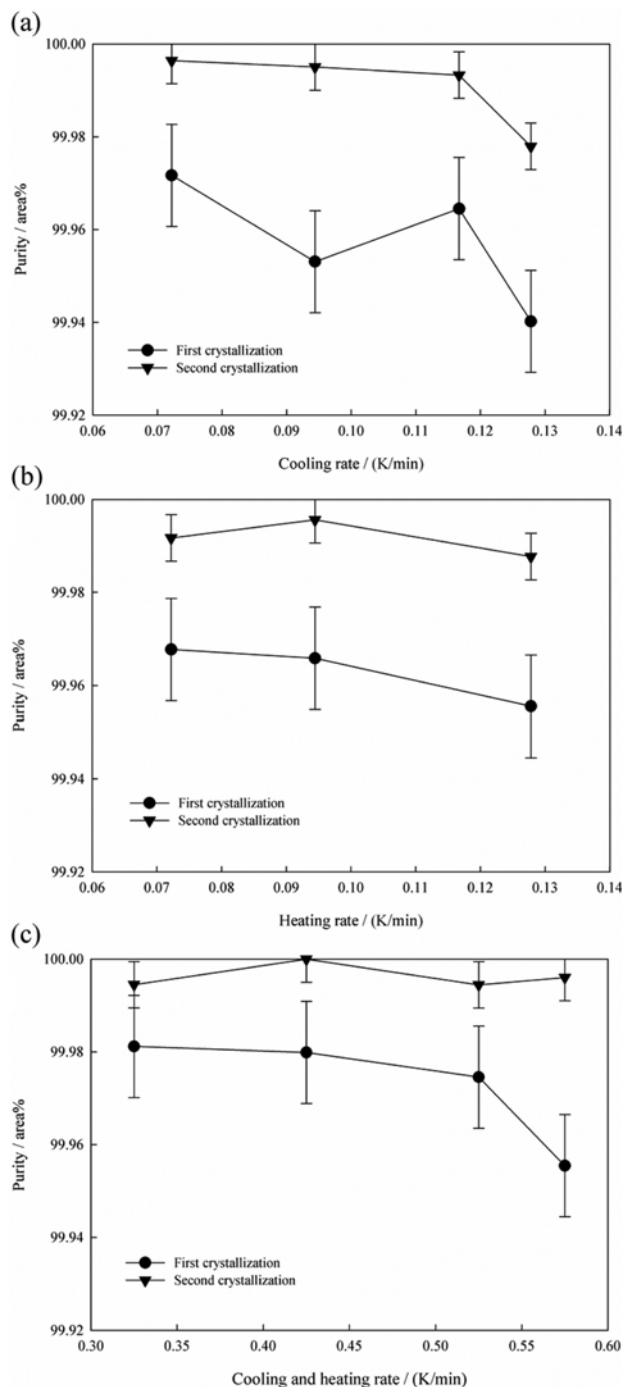 (a)
100.00
99.98
99.96
99.94
99.92
Purity / area%
First crystallization
Second crystallization
0.06 0.07 0.08 0.09 0.10 0.11 0.12 0.13 0.14
Cooling rate / (K/min)
(b)
100.00
99.98
99.96
99.94
99.92
Purity / area%
First crystallization
Second crystallization
0.06 0.07 0.08 0.09 0.10 0.11 0.12 0.13 0.14
Heating rate / (K/min)
(c)
100.00
99.98
99.96
99.94
99.92
Purity / area%
First crystallization
Second crystallization
0.30 0.35 0.40 0.45 0.50 0.55 0.60
Cooling and heating rate / (K/min)